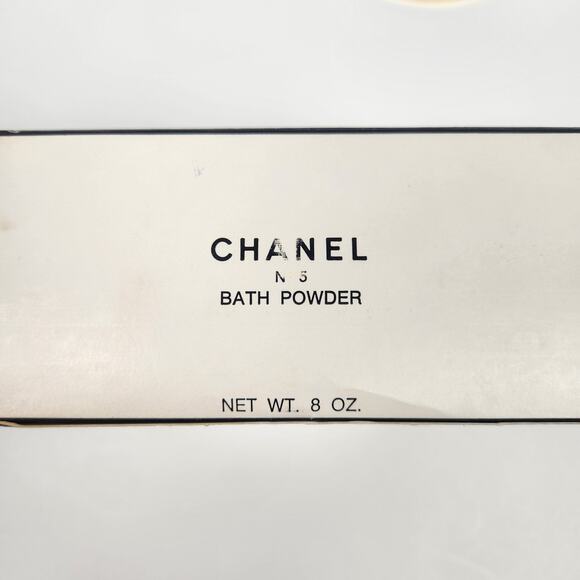 CHANEL
N 5
BATH POWDER
NET WT. 8 OZ.